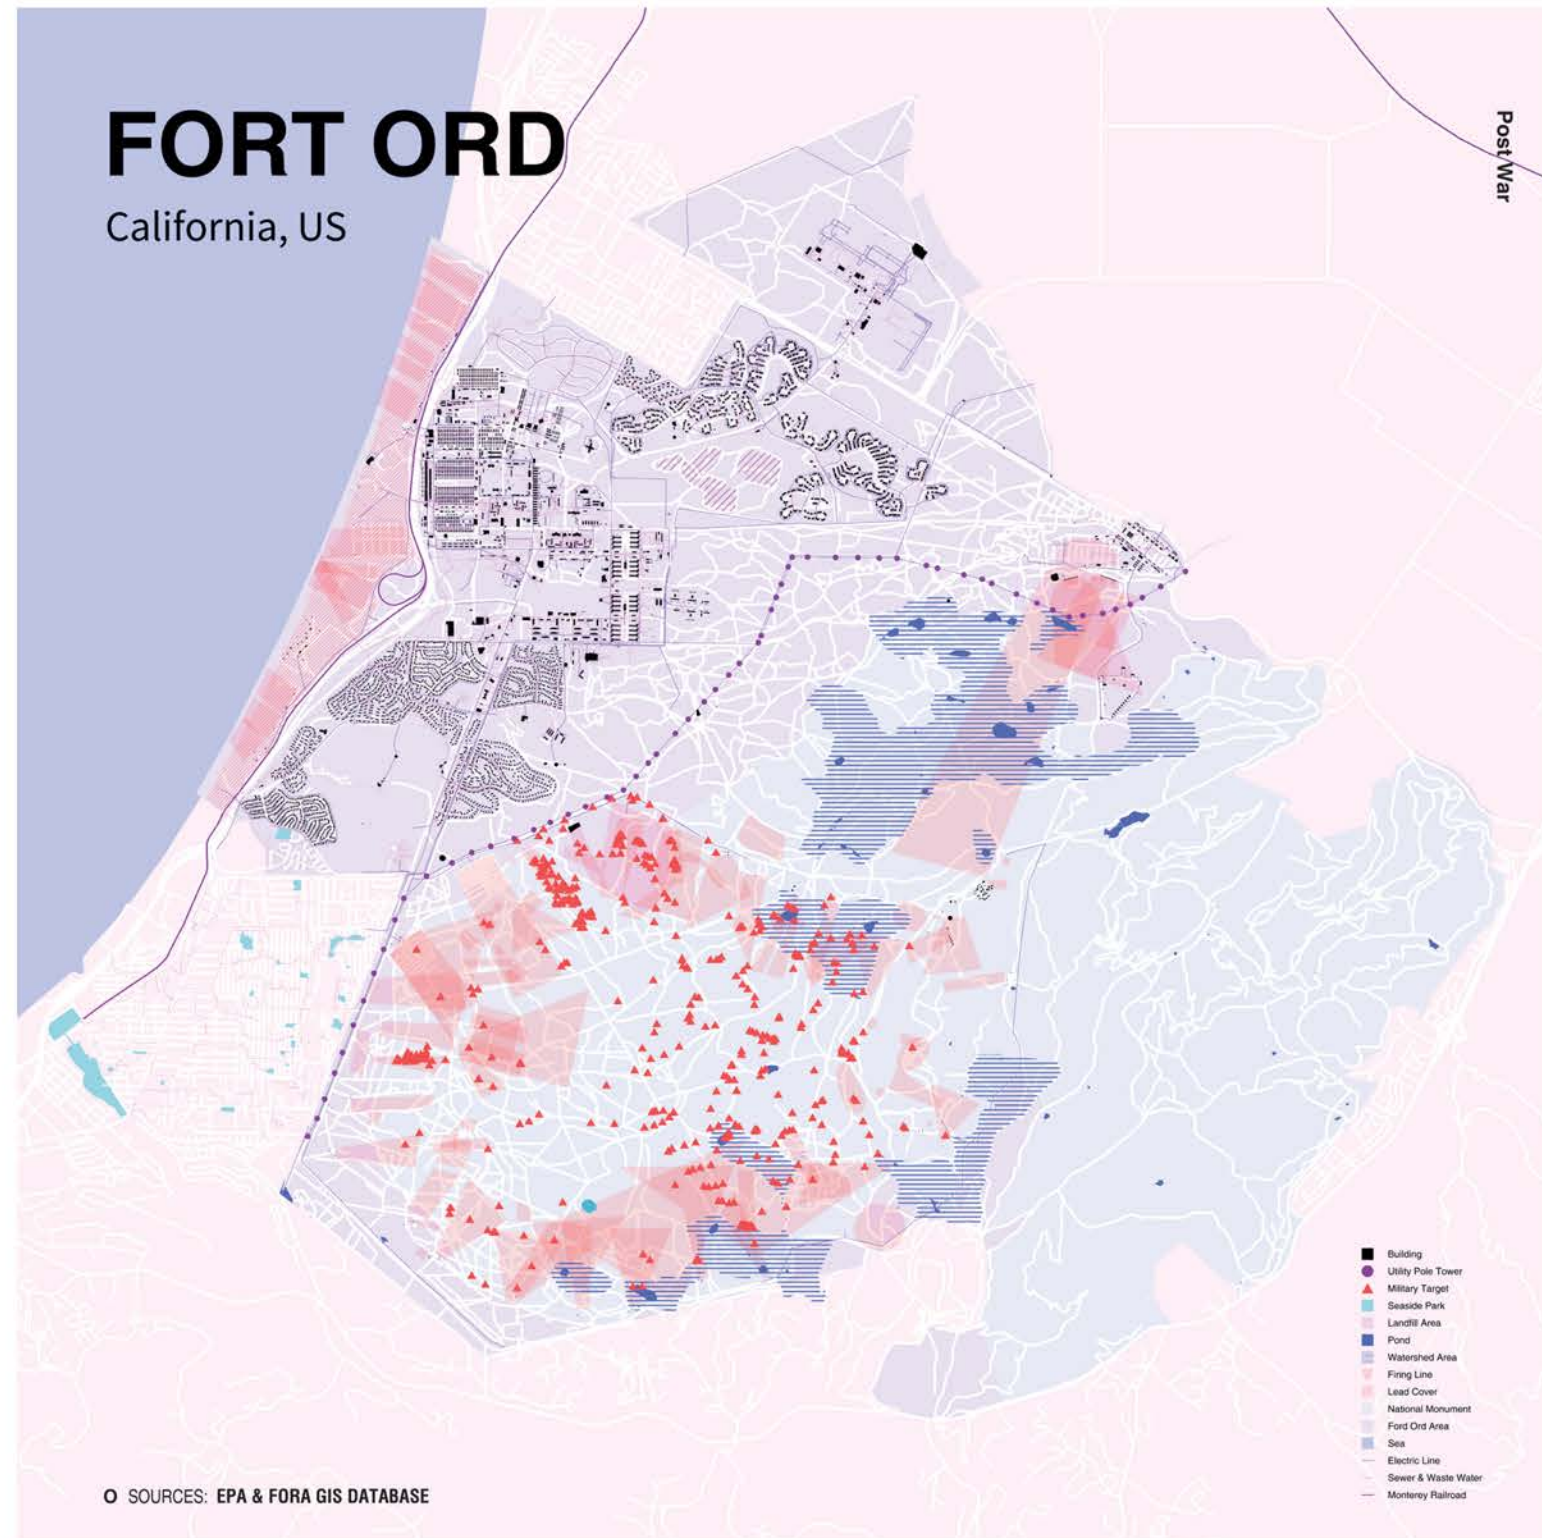 FORT ORD
California, US
Post War
Building
Utility Pole Tower
Military Target
Seaside Park
Landfill Area
Pond
Watershed Area
Firing Line
Lead Cover
National Monument
Ford Ord Area
Sea
Electric Line
Sewer & Waste Water
Monterey Railroad
O SOURCES: EPA & FORA GIS DATABASE